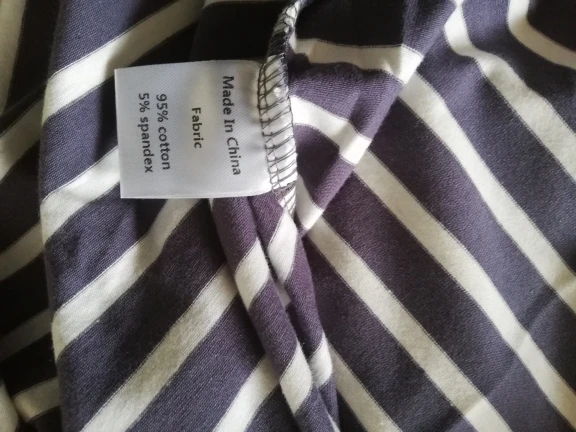 Made In China
Fabric
95% cotton
5% spandex